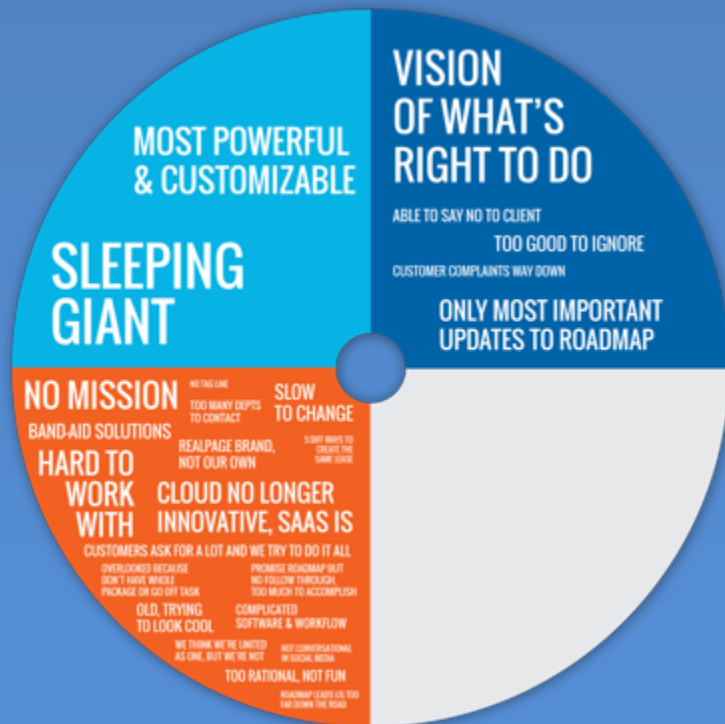 MOST POWERFUL
& CUSTOMIZABLE
SLEEPING
GIANT
VISION
OF WHAT'S
RIGHT TO DO
ABLE TO SAY NO TO CLIENT
TOO GOOD TO IGNORE
CUSTOMER COMPLAINTS WAY DOWN
ONLY MOST IMPORTANT
UPDATES TO ROADMAP
NO MISSION
NO TAG LINE
TOO MANY DEPTS
TO CONTACT
SLOW
TO CHANGE
BAND-AID SOLUTIONS
REALPAGE BRAND,
NOT OUR OWN
5 DIFF WAYS TO
CREATE THE
SAME LEASE
HARD TO
WORK
WITH
CLOUD NO LONGER
INNOVATIVE, SAAS IS
CUSTOMERS ASK FOR A LOT AND WE TRY TO DO IT ALL
OVERLOOKED BECAUSE
DON'T HAVE WHOLE
PACKAGE OR GO OFF TASK
PROMISE ROADMAP BUT
NO FOLLOW THROUGH,
TOO MUCH TO ACCOMPLISH
OLD, TRYING
TO LOOK COOL
COMPLICATED
SOFTWARE & WORKFLOW
WE THINK WE'RE UNITED
AS ONE, BUT WE'RE NOT
NOT CONVERSATIONAL
IN SOCIAL MEDIA
TOO RATIONAL, NOT FUN
ROADMAP LEADS US TOO
FAR DOWN THE ROAD